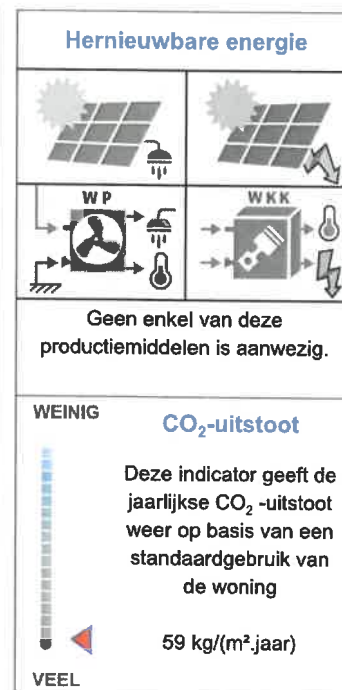 Hernieuwbare energie
WP
WKK
Geen enkel van deze
productiemiddelen is aanwezig.
WEINIG
CO₂-uitstoot
Deze indicator geeft de
jaarlijkse CO₂ -uitstoot
weer op basis van een
standaardgebruik van
de woning
59 kg/(m².jaar)
VEEL